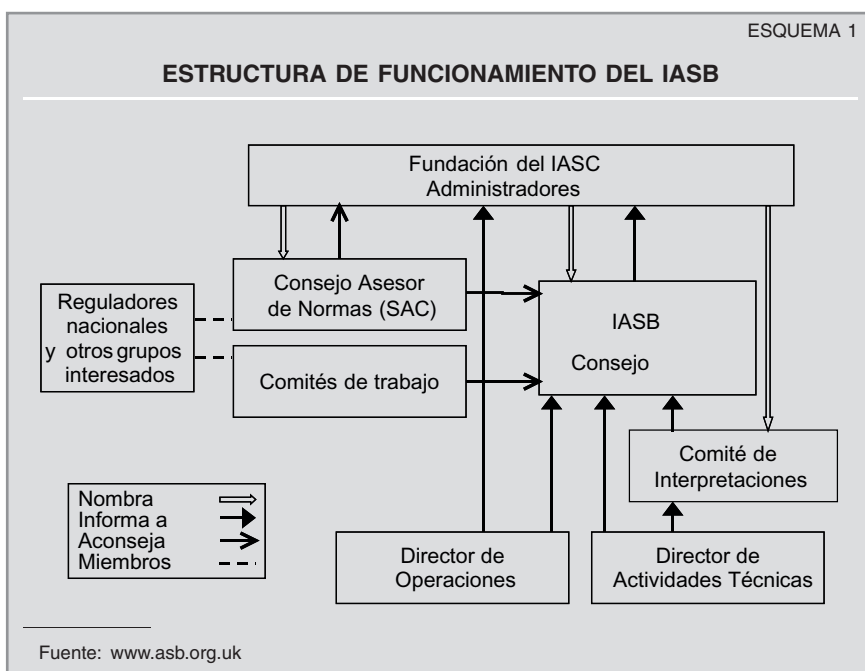 ESQUEMA 1
ESTRUCTURA DE FUNCIONAMIENTO DEL IASB
Fundación del IASC
Administradores
Consejo Asesor
de Normas (SAC)
Reguladores
nacionales
y otros grupos
interesados
IASB
Consejo
Comités de trabajo
Comité de
Interpretaciones
Nombra
Informa a
Aconseja
Miembros
Director de
Operaciones
Director de
Actividades Técnicas
Fuente: www.asb.org.uk